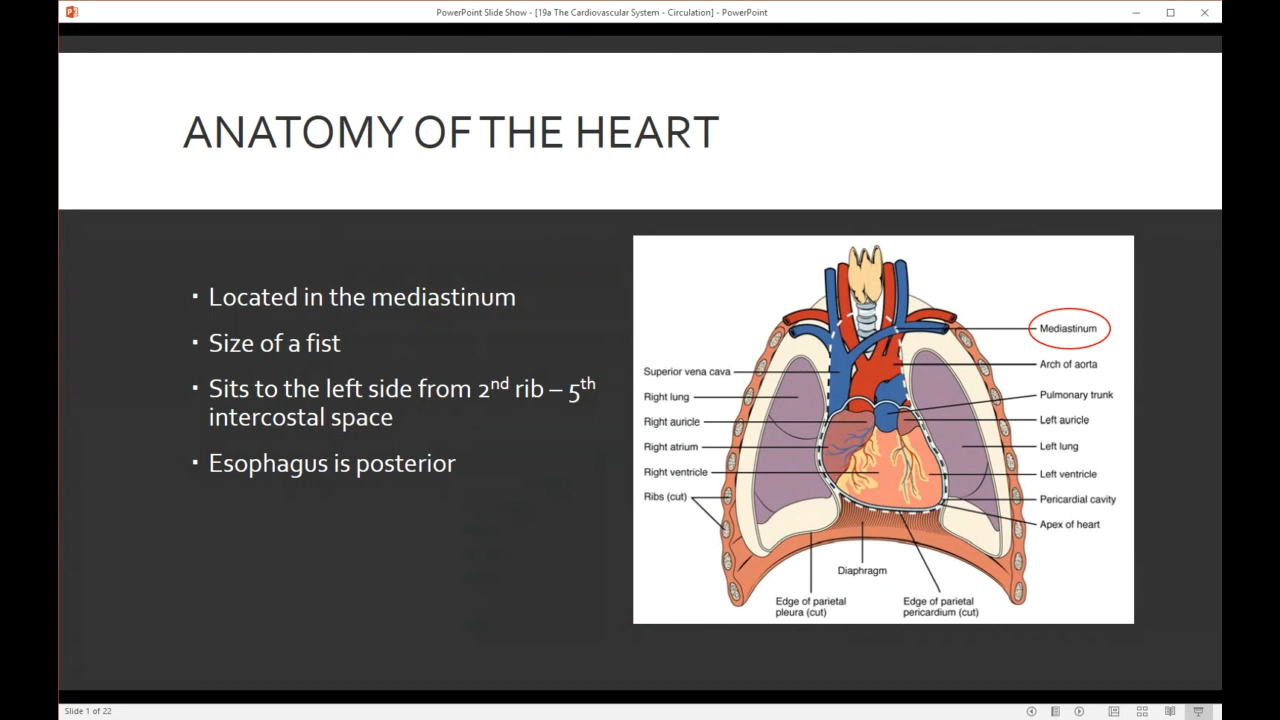 PowerPoint Slide Show - [19a The Cardiovascular System - Circulation] - PowerPoint
ANATOMY OF THE HEART
▪ Located in the mediastinum
▪ Size of a fist
▪ Sits to the left side from 2nd rib – 5th
intercostal space
▪ Esophagus is posterior
Superior vena cava
Right lung
Right auricle
Right atrium
Right ventricle
Ribs (cut)
Mediastinum
Arch of aorta
Pulmonary trunk
Left auricle
Left lung
Left ventricle
Pericardial cavity
Apex of heart
Diaphragm
Edge of parietal
pleura (cut)
Edge of parietal
pericardium (cut)
Slide 1 of 22